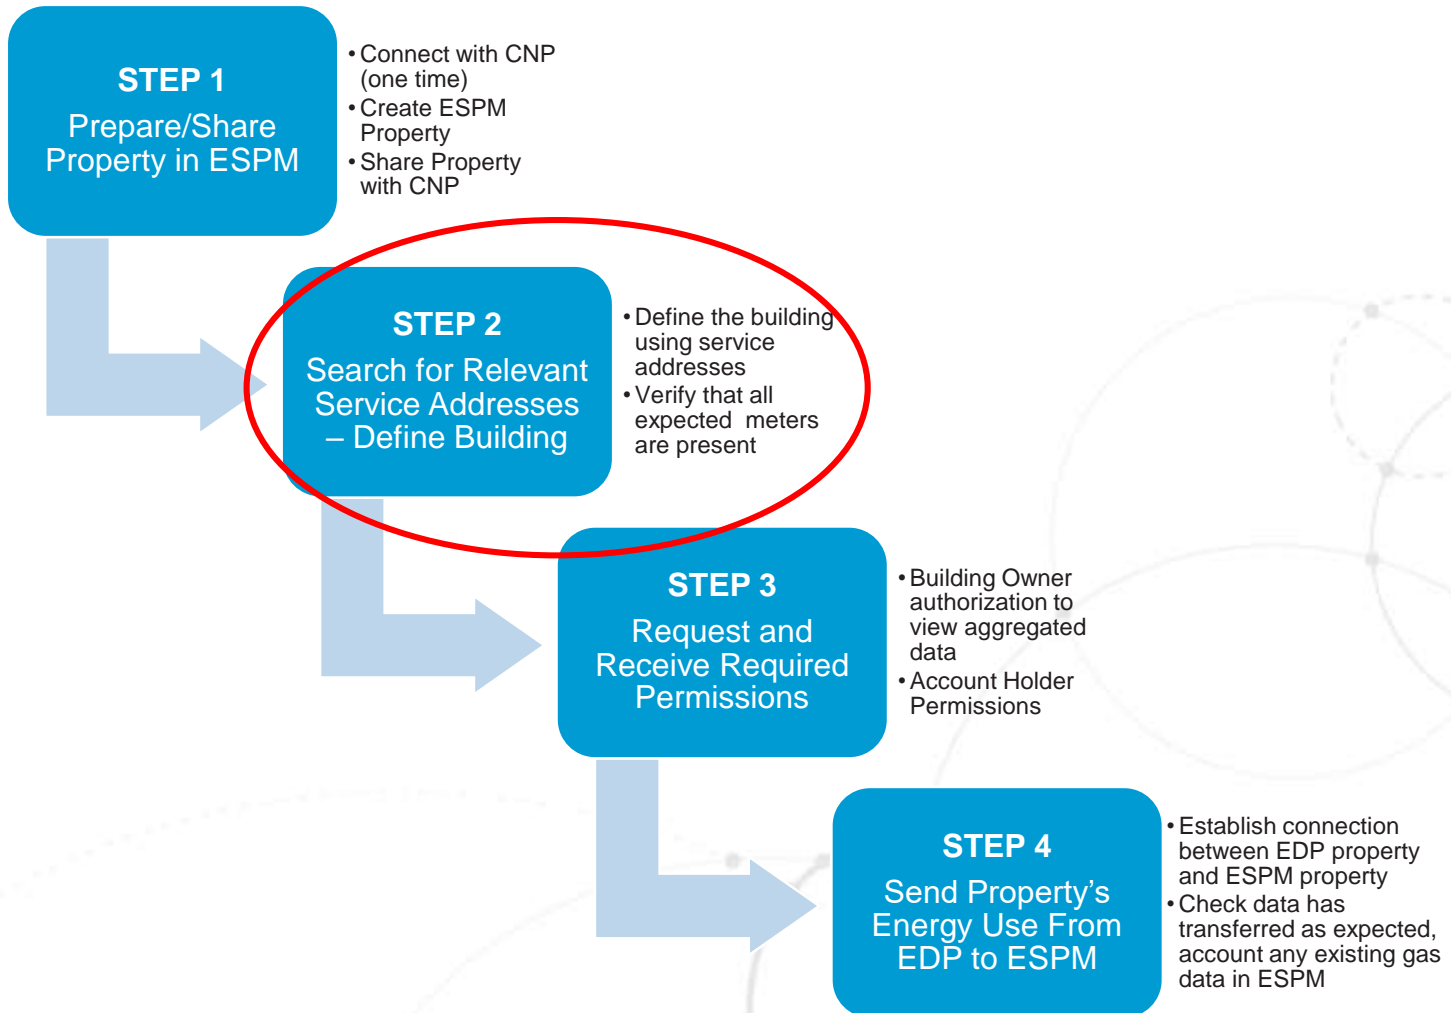 STEP 1
Prepare/Share
Property in ESPM
• Connect with CNP
(one time)
• Create ESPM
Property
• Share Property
with CNP
STEP 2
Search for Relevant
Service Addresses
– Define Building
• Define the building
using service
addresses
• Verify that all
expected meters
are present
STEP 3
Request and
Receive Required
Permissions
• Building Owner
authorization to
view aggregated
data
• Account Holder
Permissions
STEP 4
Send Property’s
Energy Use From
EDP to ESPM
• Establish connection
between EDP property
and ESPM property
• Check data has
transferred as expected,
account any existing gas
data in ESPM